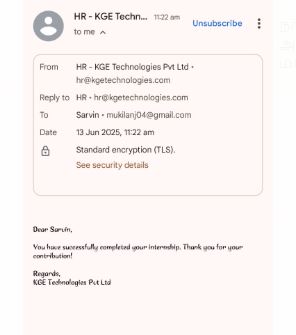 HR - KGE Techn... 11:22 am
Unsubscribe
to me
From HR - KGE Technologies Pvt Ltd •
hr@kgetechnologies.com
Reply to HR • hr@kgetechnologies.com
To Sarvin • mukilanj04@gmail.com
Date 13 Jun 2025, 11:22 am
Standard encryption (TLS).
See security details
Dear Sarvin,
You have successfully completed your internship. Thank you for your
contribution!
Regards,
KGE Technologies Pvt Ltd